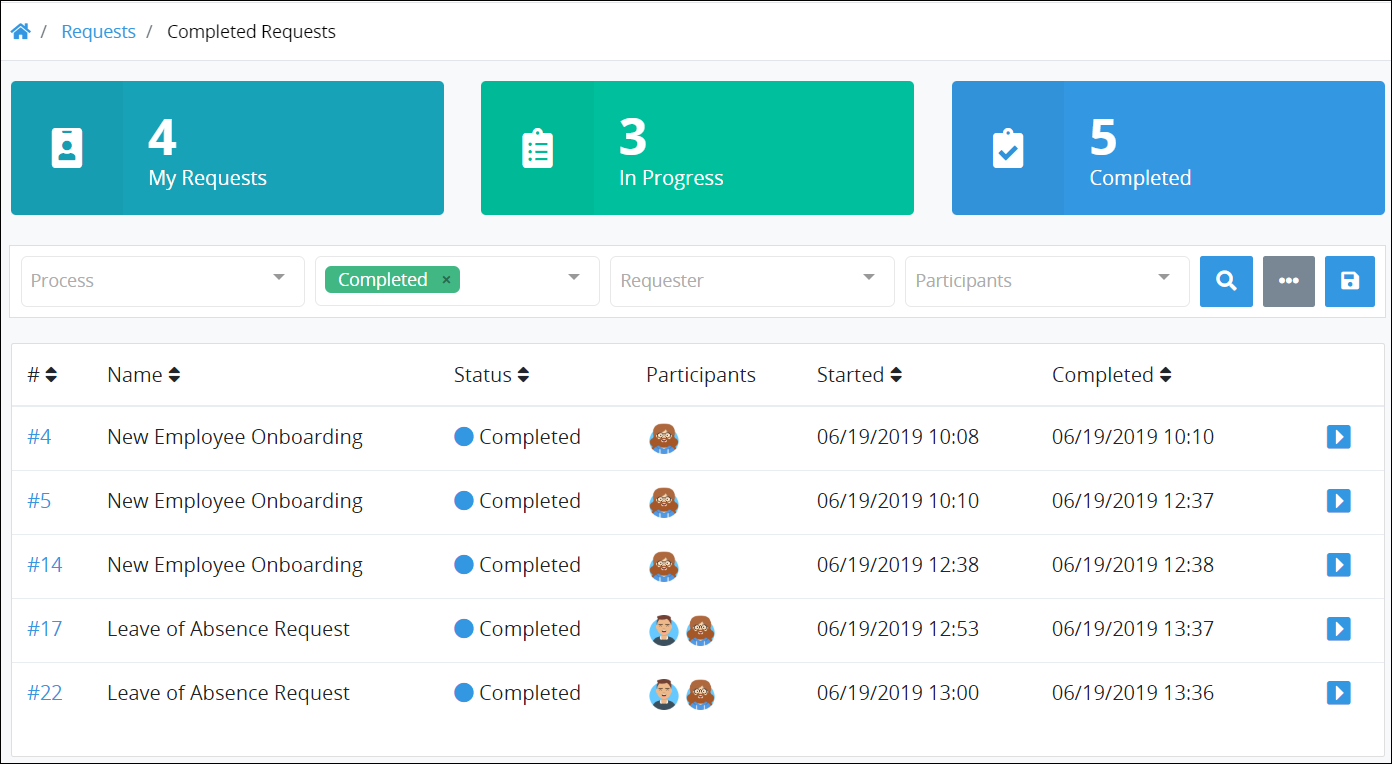 / Requests / Completed Requests
4
My Requests
3
In Progress
5
Completed
Process Completed × Requester Participants
# Name Status Participants Started Completed
#4 New Employee Onboarding Completed 06/19/2019 10:08 06/19/2019 10:10
#5 New Employee Onboarding Completed 06/19/2019 10:10 06/19/2019 12:37
#14 New Employee Onboarding Completed 06/19/2019 12:38 06/19/2019 12:38
#17 Leave of Absence Request Completed 06/19/2019 12:53 06/19/2019 13:37
#22 Leave of Absence Request Completed 06/19/2019 13:00 06/19/2019 13:36